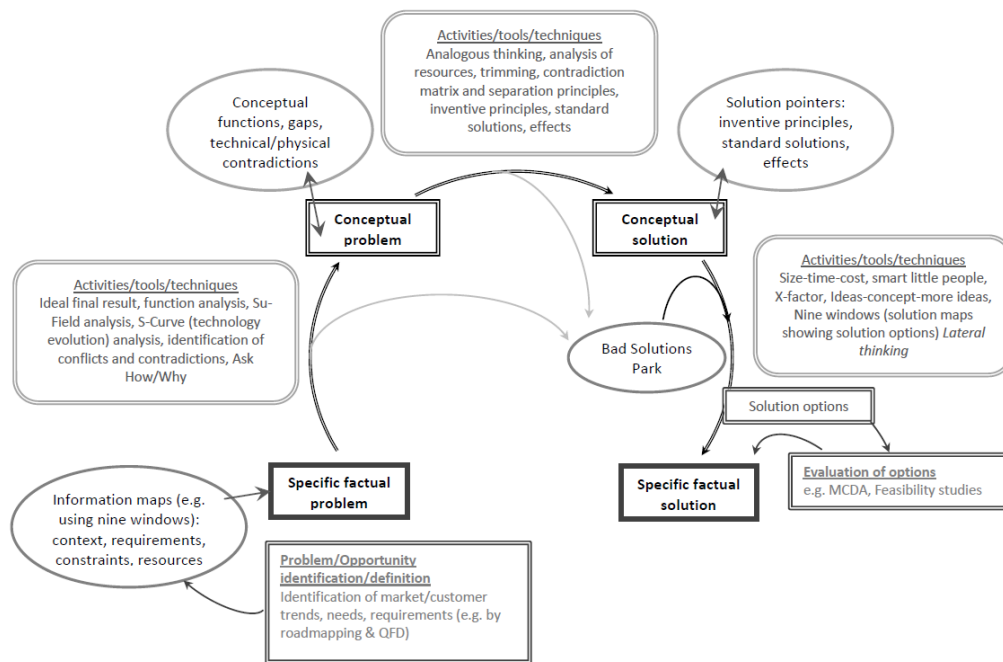 Activities/tools/techniques
Analogous thinking, analysis of
resources, trimming, contradiction
matrix and separation principles,
inventive principles, standard
solutions, effects
Conceptual
functions, gaps,
technical/physical
contradictions
Solution pointers:
inventive principles,
standard solutions,
effects
Conceptual
problem
Conceptual
solution
Activities/tools/techniques
Ideal final result, function analysis, Su-
Field analysis, S-Curve (technology
evolution) analysis, identification of
conflicts and contradictions, Ask
How/Why
Activities/tools/techniques
Size-time-cost, smart little people,
X-factor, Ideas-concept-more ideas,
Nine windows (solution maps
showing solution options) Lateral
thinking
Bad Solutions
Park
Solution options
Specific factual
problem
Specific factual
solution
Evaluation of options
e.g. MCDA, Feasibility studies
Information maps (e.g.
using nine windows):
context, requirements,
constraints, resources
Problem/Opportunity
identification/definition
Identification of market/customer
trends, needs, requirements (e.g. by
roadmapping & QFD)